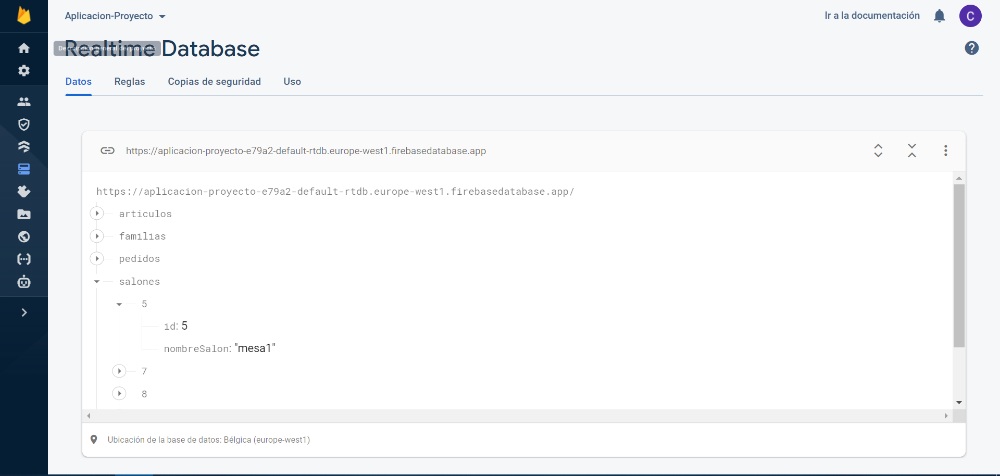 Aplicacion-Proyecto
Ir a la documentación
C
Realtime Database
Descripción general del proyecto
?
Datos
Reglas
Copias de seguridad
Uso
https://aplicacion-proyecto-e79a2-default-rtdb.europe-west1.firebasedatabase.app
https://aplicacion-proyecto-e79a2-default-rtdb.europe-west1.firebasedatabase.app/
articulos
familias
pedidos
salones
5
id: 5
nombreSalon: "mesa1"
7
8
Ubicación de la base de datos: Bélgica (europe-west1)